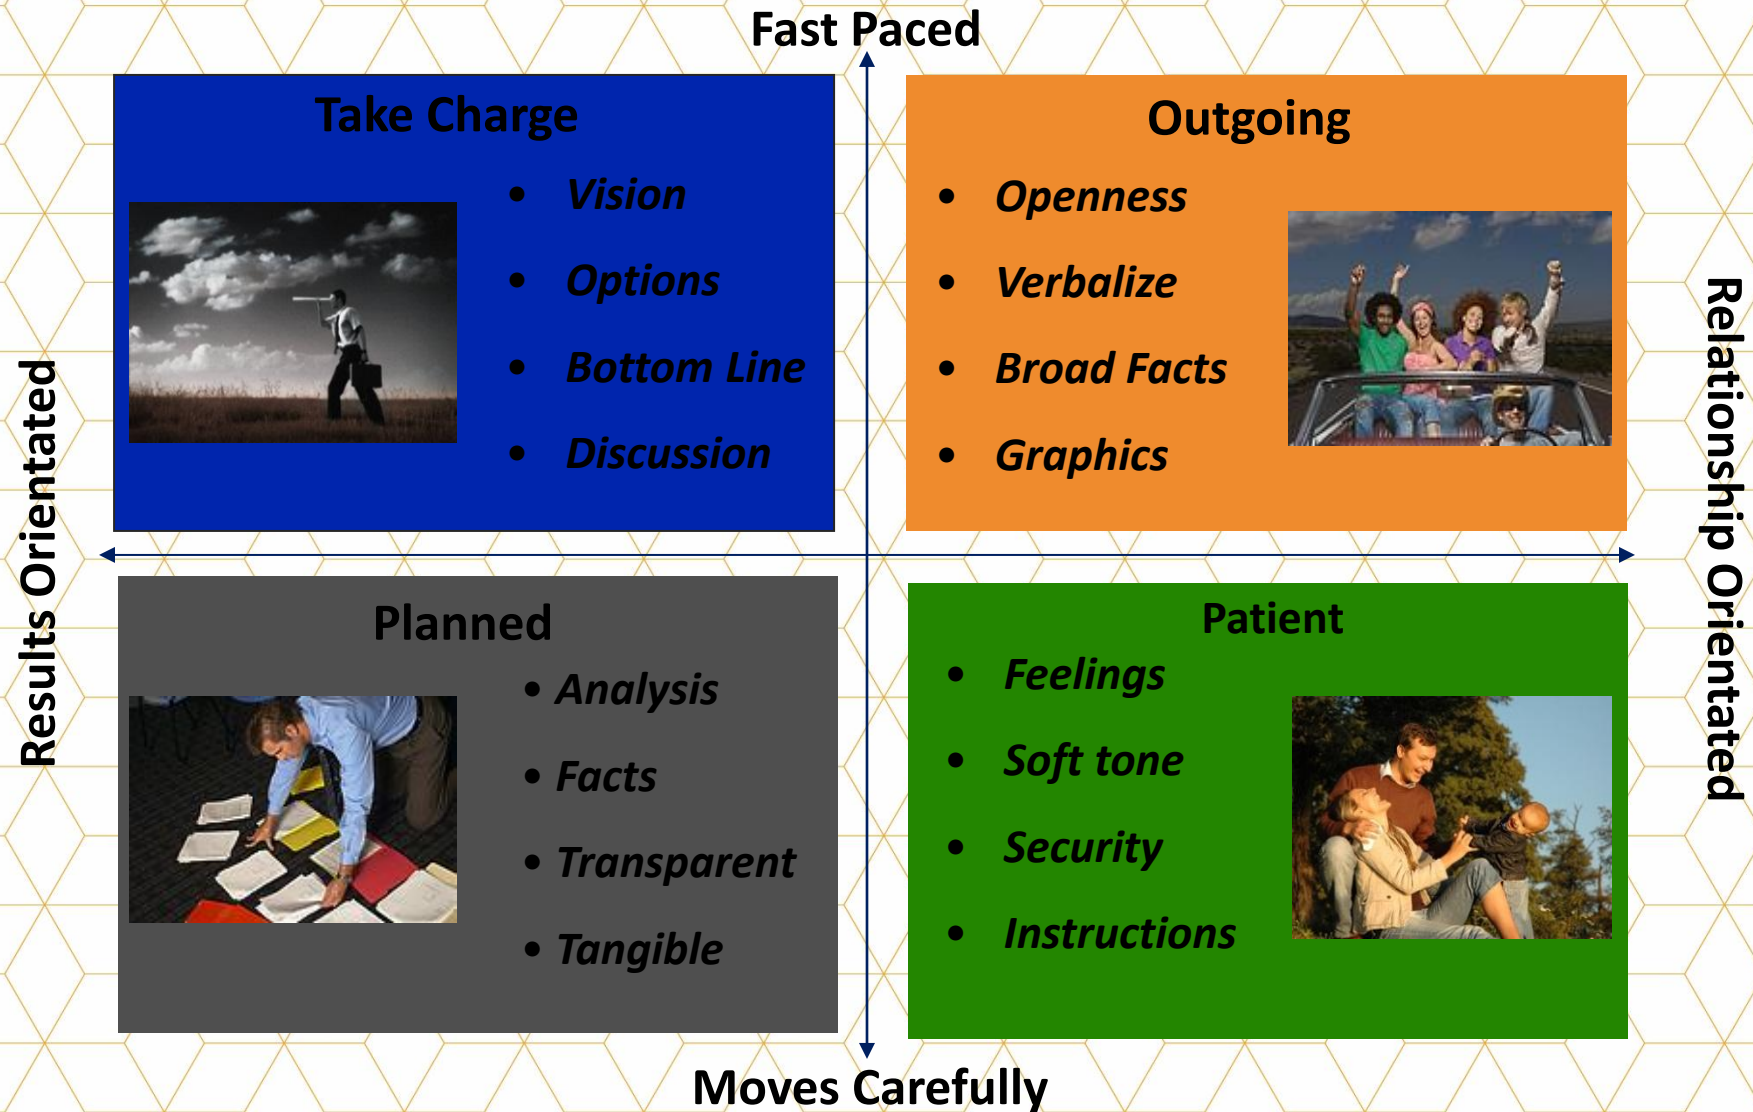 Fast Paced
Take Charge
• Vision
• Options
• Bottom Line
• Discussion
Outgoing
• Openness
• Verbalize
• Broad Facts
• Graphics
Results Orientated
Relationship Orientated
Planned
• Analysis
• Facts
• Transparent
• Tangible
Patient
• Feelings
• Soft tone
• Security
• Instructions
Moves Carefully